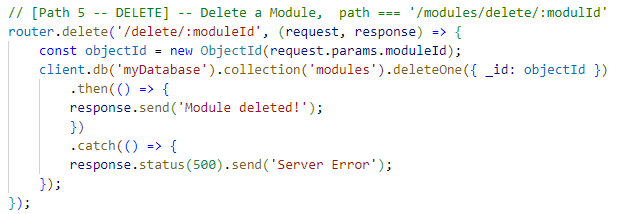 // [Path 5 -- DELETE] -- Delete a Module,  path === '/modules/delete/:modulId'
router.delete('/delete/:moduleId', (request, response) => {
    const objectId = new ObjectId(request.params.moduleId);
    client.db('myDatabase').collection('modules').deleteOne({ _id: objectId })
        .then(() => {
        response.send('Module deleted!');
        })
        .catch(() => {
        response.status(500).send('Server Error');
    });
});